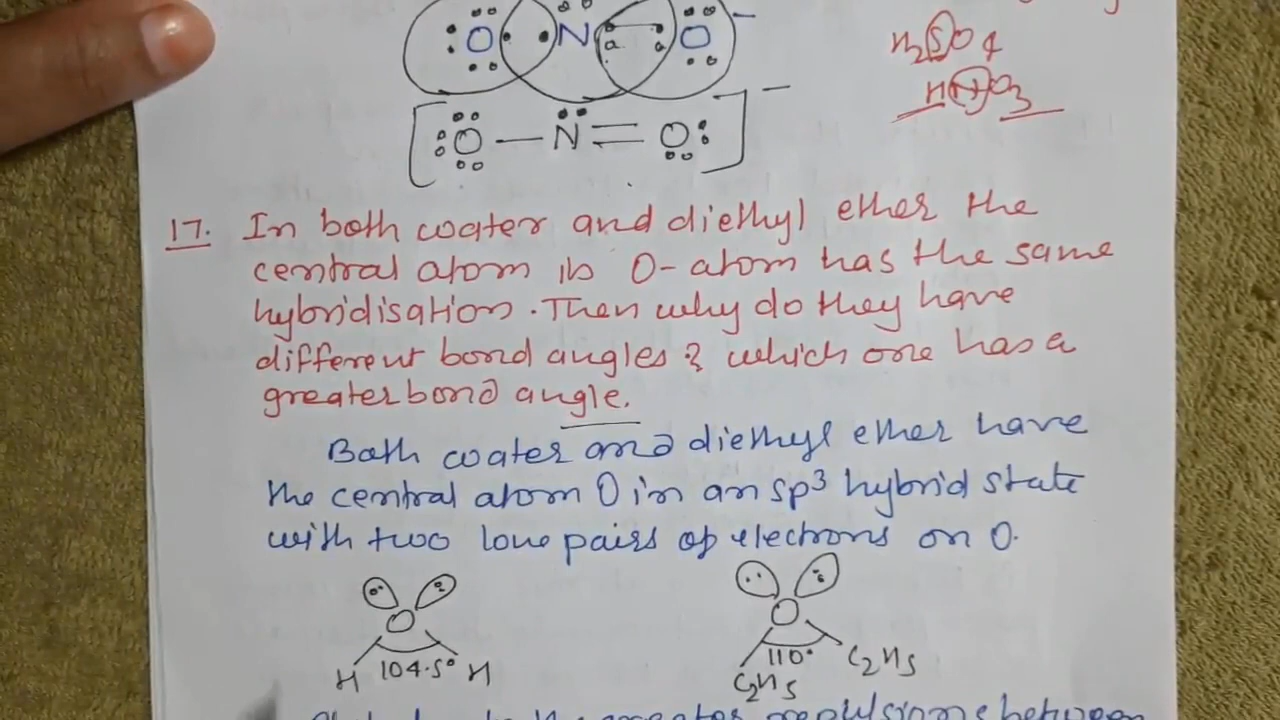 H2SO4
HNO3
:O: N :O: –
[:O — N = O:] –
17. In both water and diethyl ether the
central atom is O-atom has the same
hybridisation. Then why do they have
different bond angles? which one has a
greater bond angle.
Both water and diethyl ether have
the central atom O in an sp³ hybrid state
with two lone pairs of electrons on O.
O O
H 104.5° H C2H5 110° C2H5
greater repulsions between